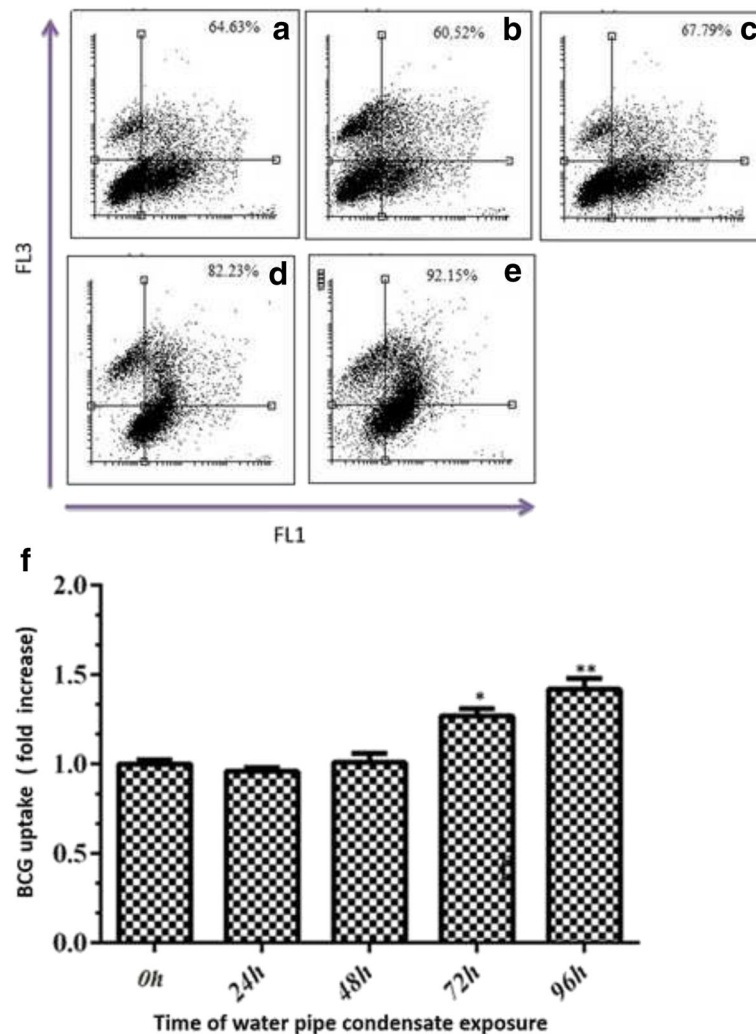 64.63% a
60.52% b
67.79% c
FL3
82.23% d
92.15% e
FL1
f
BCG uptake ( fold increase)
2.0
1.5
1.0
0.5
0.0
*
**
0h
24h
48h
72h
96h
Time of water pipe condensate exposure